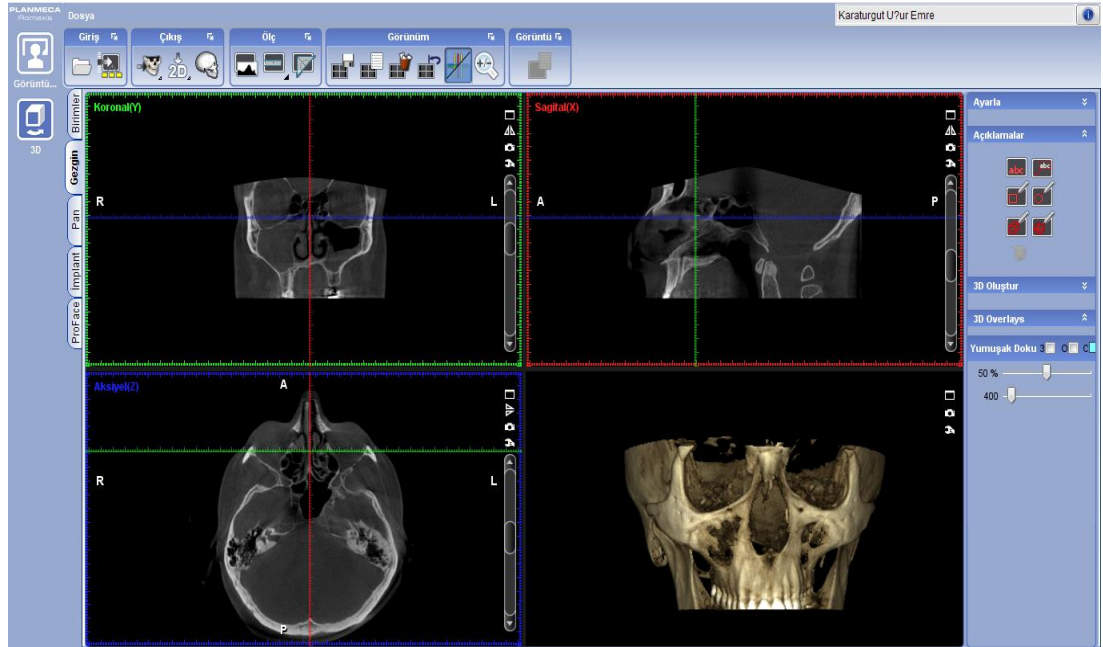 PLANMECA
Romexis
Dosya
Karaturgut U?ur Emre
Giriş
Çıkış
Ölç
Görünüm
Görüntü
2D
Görüntü...
3D
Birimler
Gezgin
Pan
Implant
ProFace
Koronal(Y)
R
L
Sagital(X)
A
P
Aksiyel(Z)
A
R
L
P
Ayarla
Açıklamalar
abc
abc
3D Oluştur
3D Overlays
Yumuşak Doku 3 O C
50 %
400